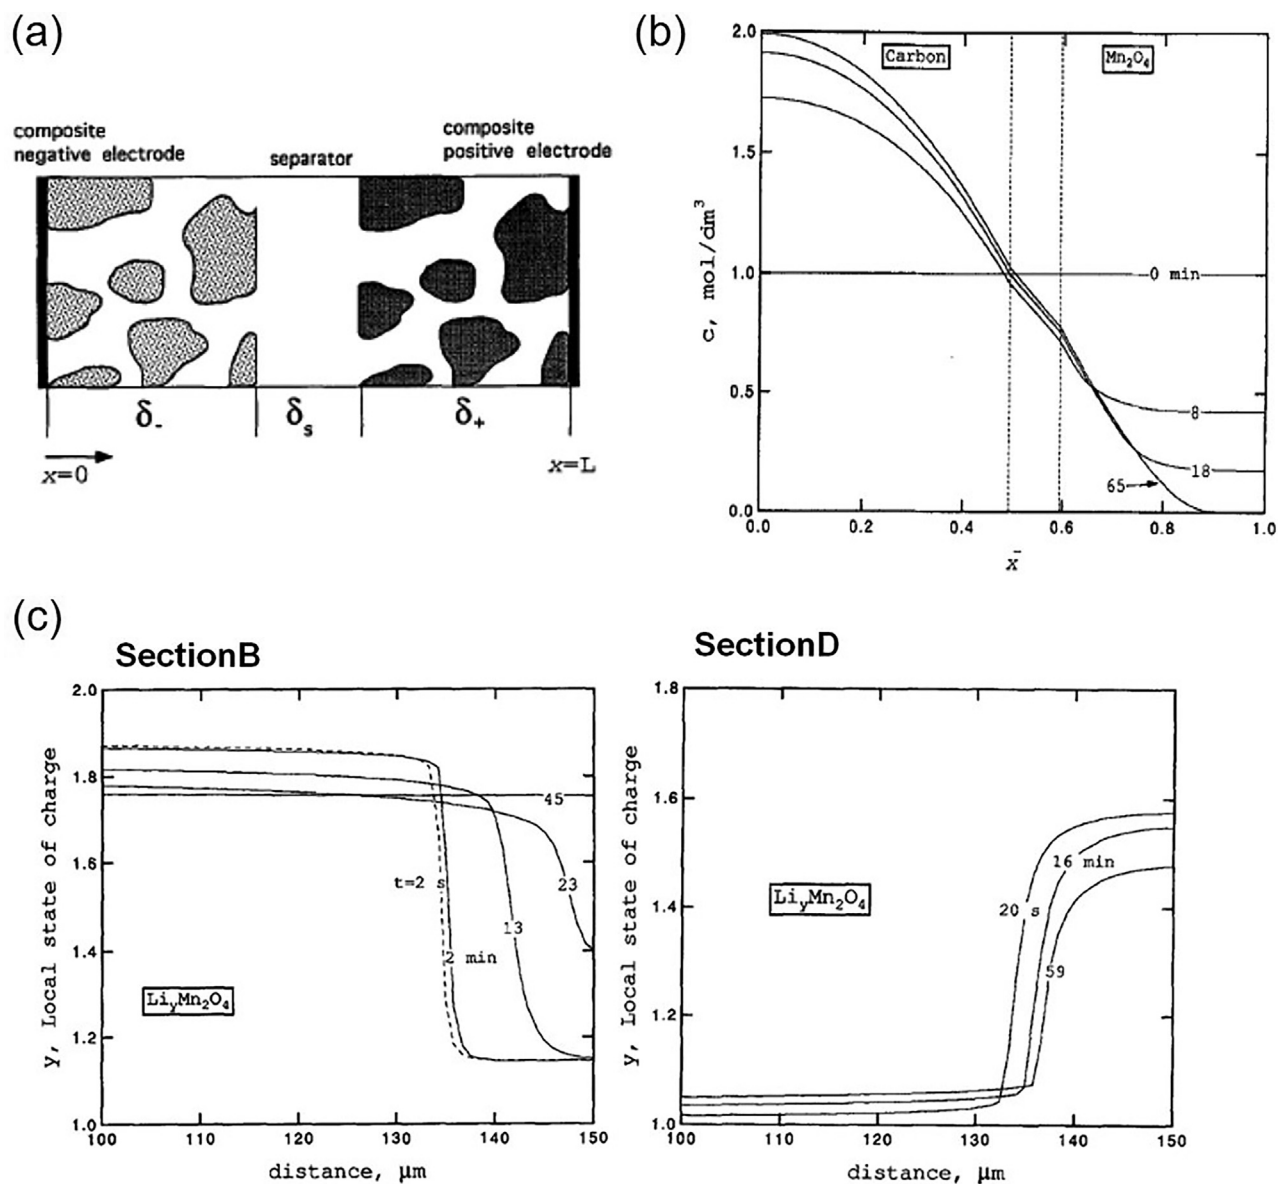 (a)
composite
negative electrode
separator
composite
positive electrode
δ-
δs
δ+
x=0
x=L
(b)
2.0
1.5
1.0
0.5
0.0
c, mol/dm³
Carbon
Mn₂O₄
0 min
8
18
65
0.0
0.2
0.4
0.6
0.8
1.0
x̄
(c)
SectionB
2.0
1.8
1.6
1.4
1.2
1.0
y, Local state of charge
45
t=2 s
23
13
2 min
LiyMn₂O₄
100
110
120
130
140
150
distance, μm
SectionD
1.8
1.6
1.4
1.2
1.0
y, Local state of charge
LiyMn₂O₄
16 min
20 s
59
100
110
120
130
140
150
distance, μm